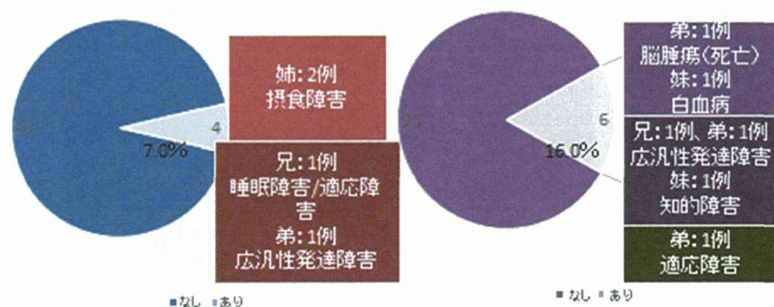 姉：2例
摂食障害
4
7.0%
兄：1例
睡眠障害/適応障
害
弟：1例
広汎性発達障害
■なし ■あり
弟：1例
脳腫瘍（死亡）
妹：1例
白血病
6
16.0%
兄：1例、弟：1例
広汎性発達障害
妹：1例
知的障害
弟：1例
適応障害
■なし ■あり